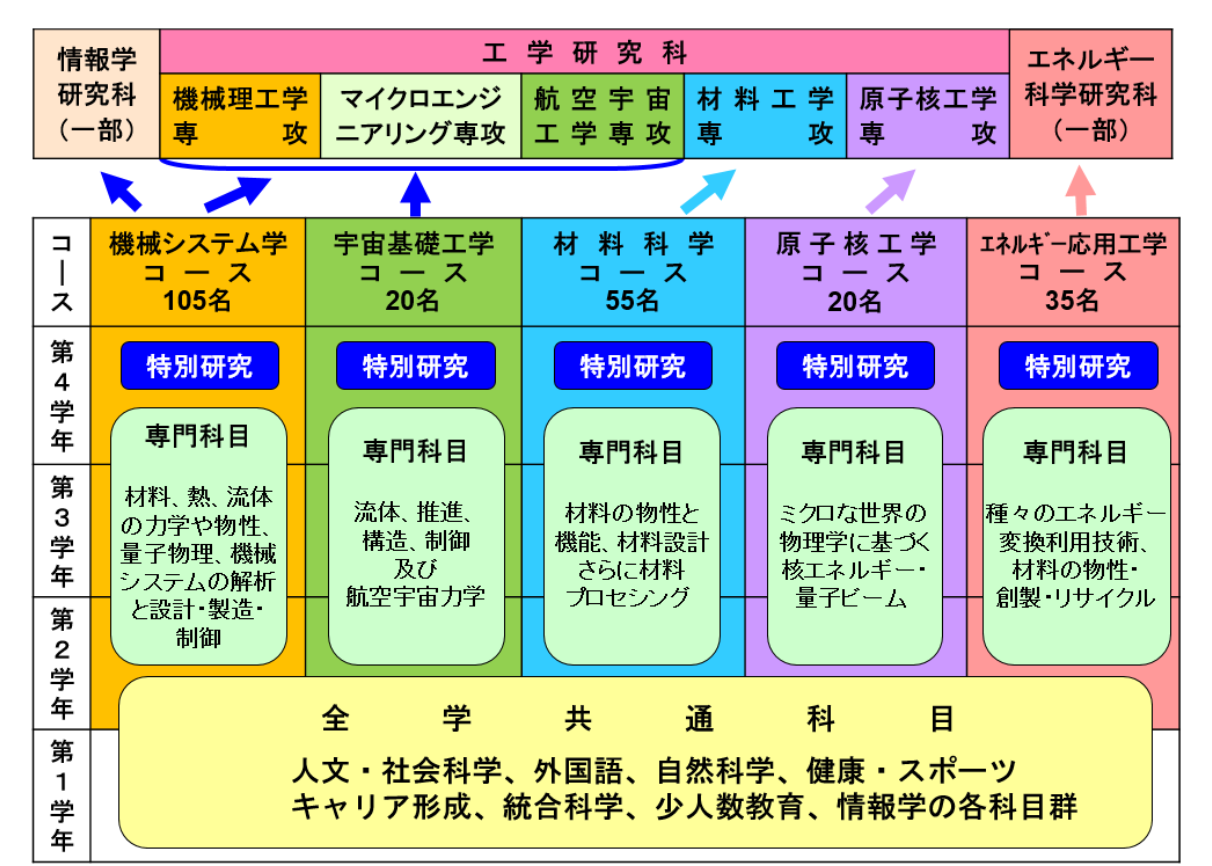 情報学
研究科
（一部）
工学研究科
機械理工学
専攻
マイクロエンジ
ニアリング専攻
航空宇宙
工学専攻
材料工学
専攻
原子核工学
専攻
エネルギー
科学研究科
（一部）
コース
機械システム学
コース
105名
宇宙基礎工学
コース
20名
材料科学
コース
55名
原子核工学
コース
20名
エネルギー応用工学
コース
35名
第4学年
特別研究
特別研究
特別研究
特別研究
特別研究
第3学年
第2学年
専門科目
材料、熱、流体
の力学や物性、
量子物理、機械
システムの解析
と設計・製造・
制御
専門科目
流体、推進、
構造、制御
及び
航空宇宙力学
専門科目
材料の物性と
機能、材料設計
さらに材料
プロセシング
専門科目
ミクロな世界の
物理学に基づく
核エネルギー・
量子ビーム
専門科目
種々のエネルギー
変換利用技術、
材料の物性・
創製・リサイクル
第1学年
全学共通科目
人文・社会科学、外国語、自然科学、健康・スポーツ
キャリア形成、統合科学、少人数教育、情報学の各科目群